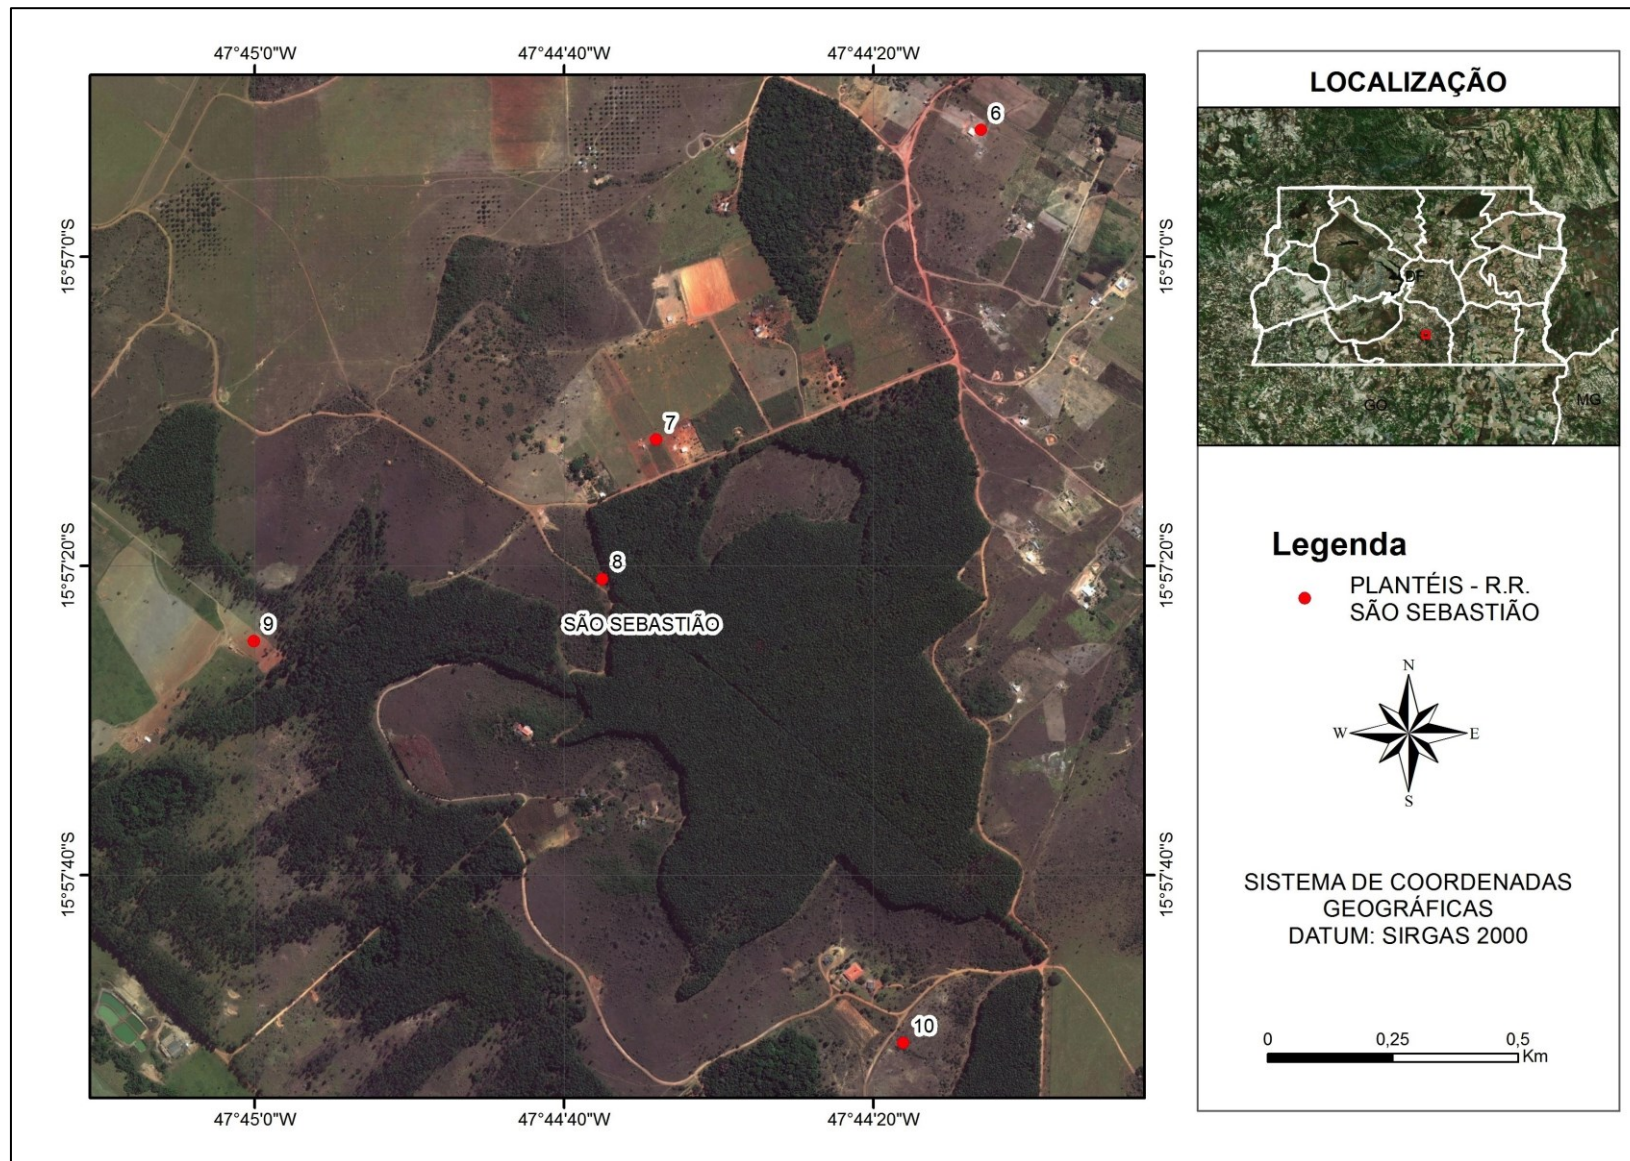 47°45'0"W
47°44'40"W
47°44'20"W
15°57'0"S
15°57'0"S
15°57'20"S
15°57'20"S
15°57'40"S
15°57'40"S
6
7
8
SÃO SEBASTIÃO
9
10
47°45'0"W
47°44'40"W
47°44'20"W
LOCALIZAÇÃO
DF
GO
MG
Legenda
PLANTÉIS - R.R.
SÃO SEBASTIÃO
N
W
E
S
SISTEMA DE COORDENADAS
GEOGRÁFICAS
DATUM: SIRGAS 2000
0 0,25 0,5
Km